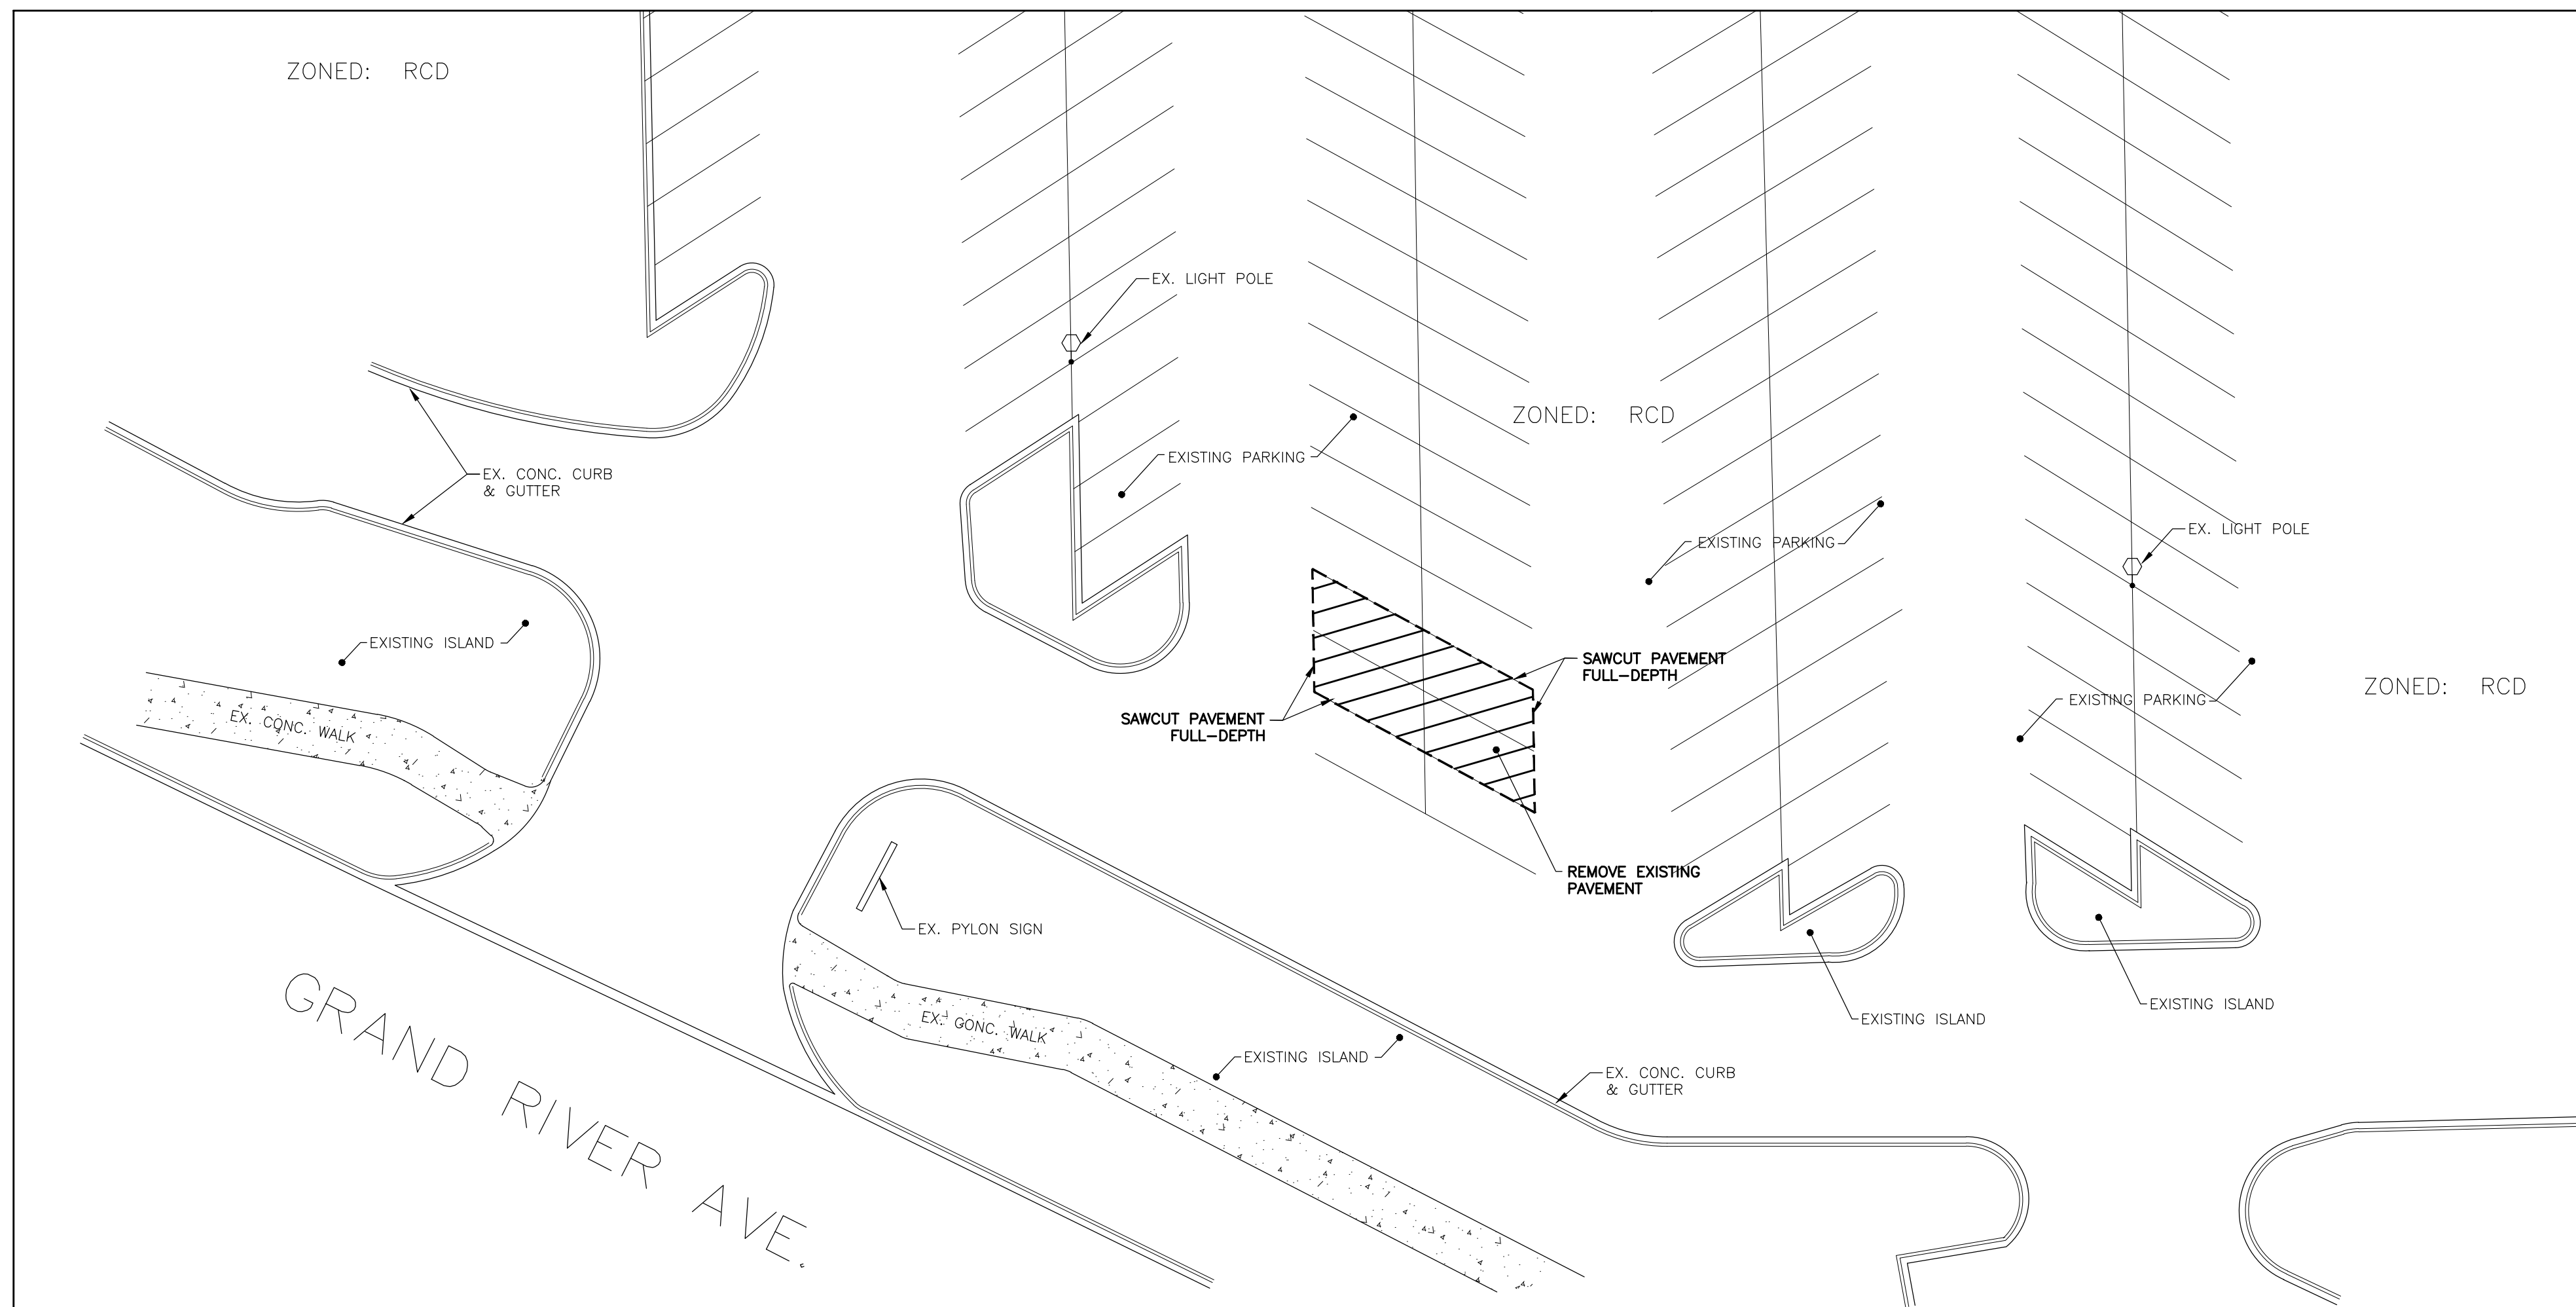 ZONED: RCD
EX. LIGHT POLE
ZONED: RCD
EXISTING PARKING
EX. CONC. CURB
& GUTTER
EX. LIGHT POLE
EXISTING PARKING
EXISTING ISLAND
SAWCUT PAVEMENT
FULL-DEPTH
ZONED: RCD
EXISTING PARKING
EX. CONC. WALK
SAWCUT PAVEMENT
FULL-DEPTH
REMOVE EXISTING
PAVEMENT
EX. PYLON SIGN
EXISTING ISLAND
EXISTING ISLAND
EX. CONC. WALK
EXISTING ISLAND
EX. CONC. CURB
& GUTTER
GRAND RIVER AVE.